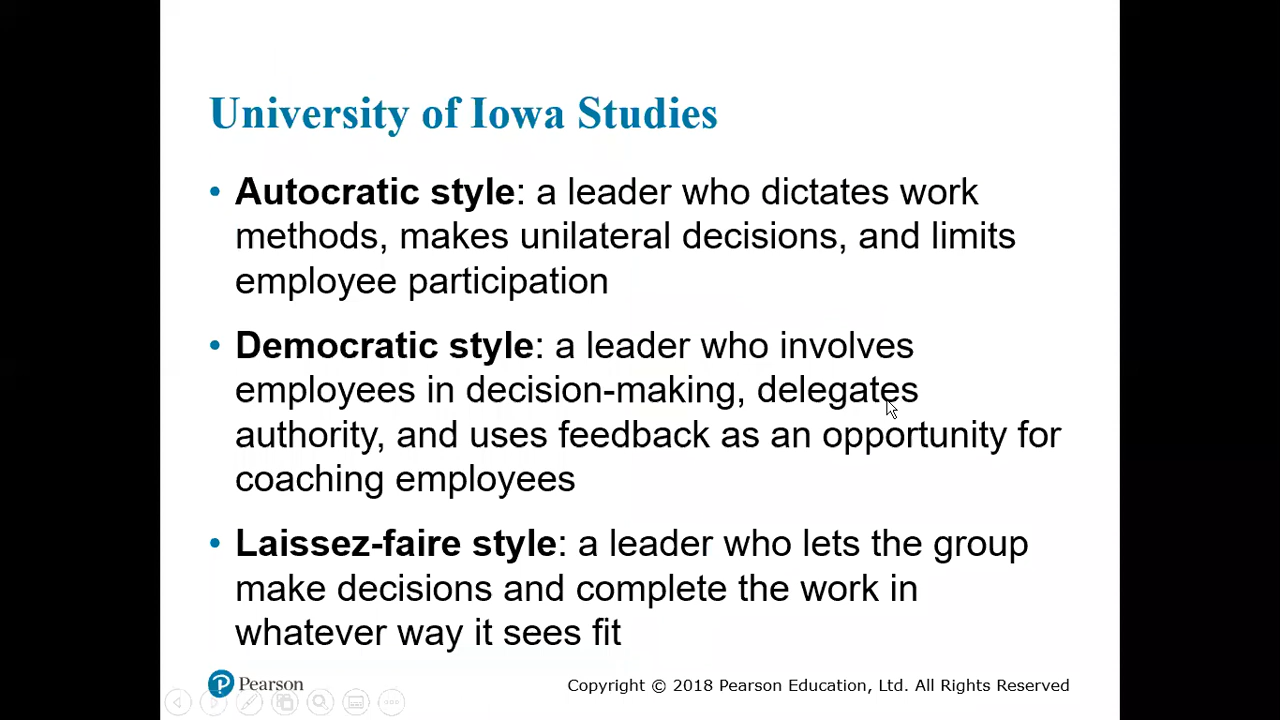 University of Iowa Studies
• Autocratic style: a leader who dictates work
methods, makes unilateral decisions, and limits
employee participation
• Democratic style: a leader who involves
employees in decision-making, delegates
authority, and uses feedback as an opportunity for
coaching employees
• Laissez-faire style: a leader who lets the group
make decisions and complete the work in
whatever way it sees fit
Pearson
Copyright © 2018 Pearson Education, Ltd. All Rights Reserved